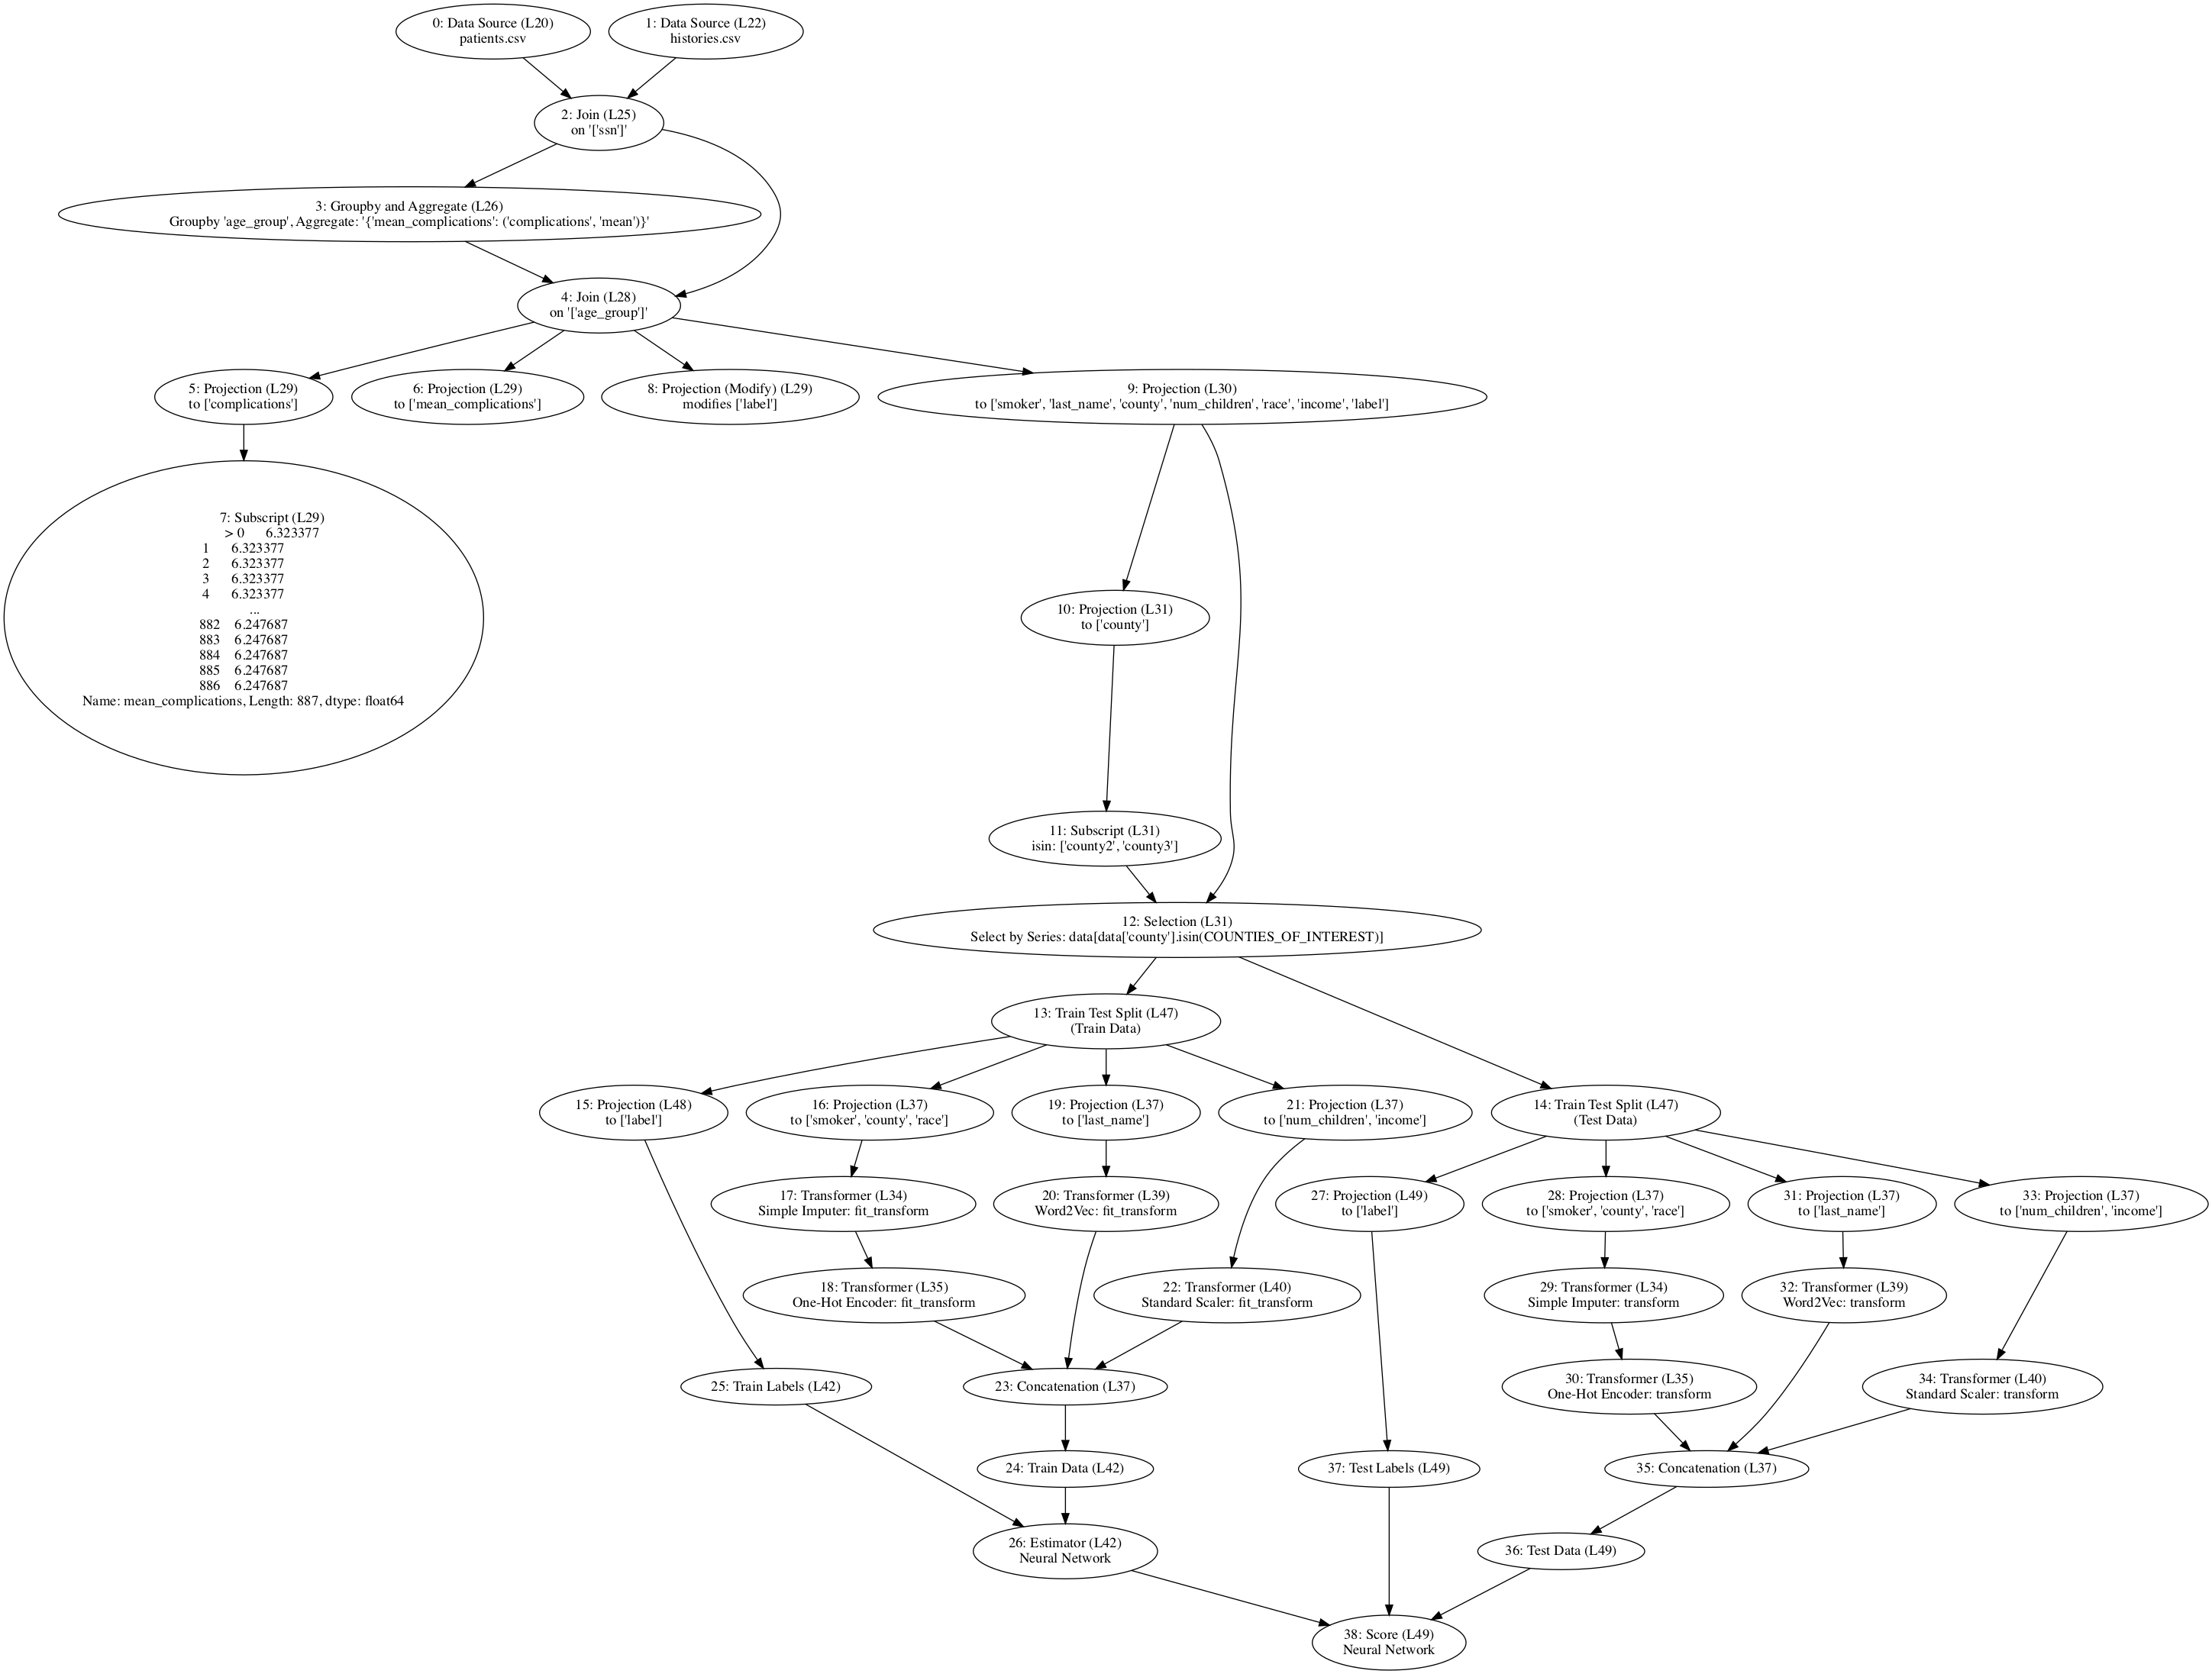 0: Data Source (L20)
patients.csv
1: Data Source (L22)
histories.csv
2: Join (L25)
on '['ssn']'
3: Groupby and Aggregate (L26)
Groupby 'age_group', Aggregate: '{'mean_complications': ('complications', 'mean')}'
4: Join (L28)
on '['age_group']'
5: Projection (L29)
to ['complications']
6: Projection (L29)
to ['mean_complications']
8: Projection (Modify) (L29)
modifies ['label']
9: Projection (L30)
to ['smoker', 'last_name', 'county', 'num_children', 'race', 'income', 'label']
7: Subscript (L29)
> 0 6.323377
1 6.323377
2 6.323377
3 6.323377
4 6.323377
...
882 6.247687
883 6.247687
884 6.247687
885 6.247687
886 6.247687
Name: mean_complications, Length: 887, dtype: float64
10: Projection (L31)
to ['county']
11: Subscript (L31)
isin: ['county2', 'county3']
12: Selection (L31)
Select by Series: data[data['county'].isin(COUNTIES_OF_INTEREST)]
13: Train Test Split (L47)
(Train Data)
15: Projection (L48)
to ['label']
16: Projection (L37)
to ['smoker', 'county', 'race']
19: Projection (L37)
to ['last_name']
21: Projection (L37)
to ['num_children', 'income']
14: Train Test Split (L47)
(Test Data)
17: Transformer (L34)
Simple Imputer: fit_transform
20: Transformer (L39)
Word2Vec: fit_transform
27: Projection (L49)
to ['label']
28: Projection (L37)
to ['smoker', 'county', 'race']
31: Projection (L37)
to ['last_name']
33: Projection (L37)
to ['num_children', 'income']
18: Transformer (L35)
One-Hot Encoder: fit_transform
22: Transformer (L40)
Standard Scaler: fit_transform
29: Transformer (L34)
Simple Imputer: transform
32: Transformer (L39)
Word2Vec: transform
25: Train Labels (L42)
23: Concatenation (L37)
30: Transformer (L35)
One-Hot Encoder: transform
34: Transformer (L40)
Standard Scaler: transform
24: Train Data (L42)
37: Test Labels (L49)
35: Concatenation (L37)
26: Estimator (L42)
Neural Network
36: Test Data (L49)
38: Score (L49)
Neural Network